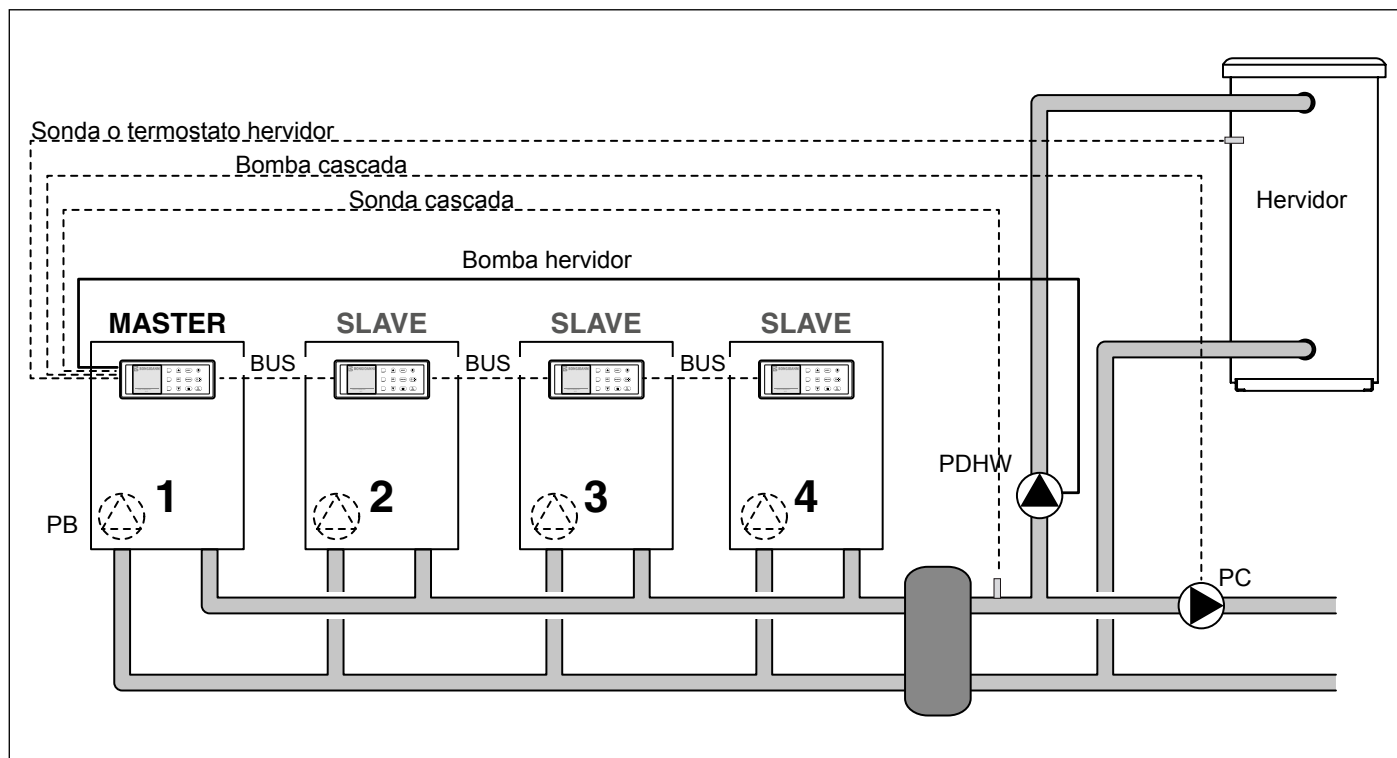 Sonda o termostato hervidor
Bomba cascada
Sonda cascada
Hervidor
Bomba hervidor
MASTER
SLAVE
SLAVE
SLAVE
BUS
BUS
BUS
PDHW
PB
1
2
3
4
PC